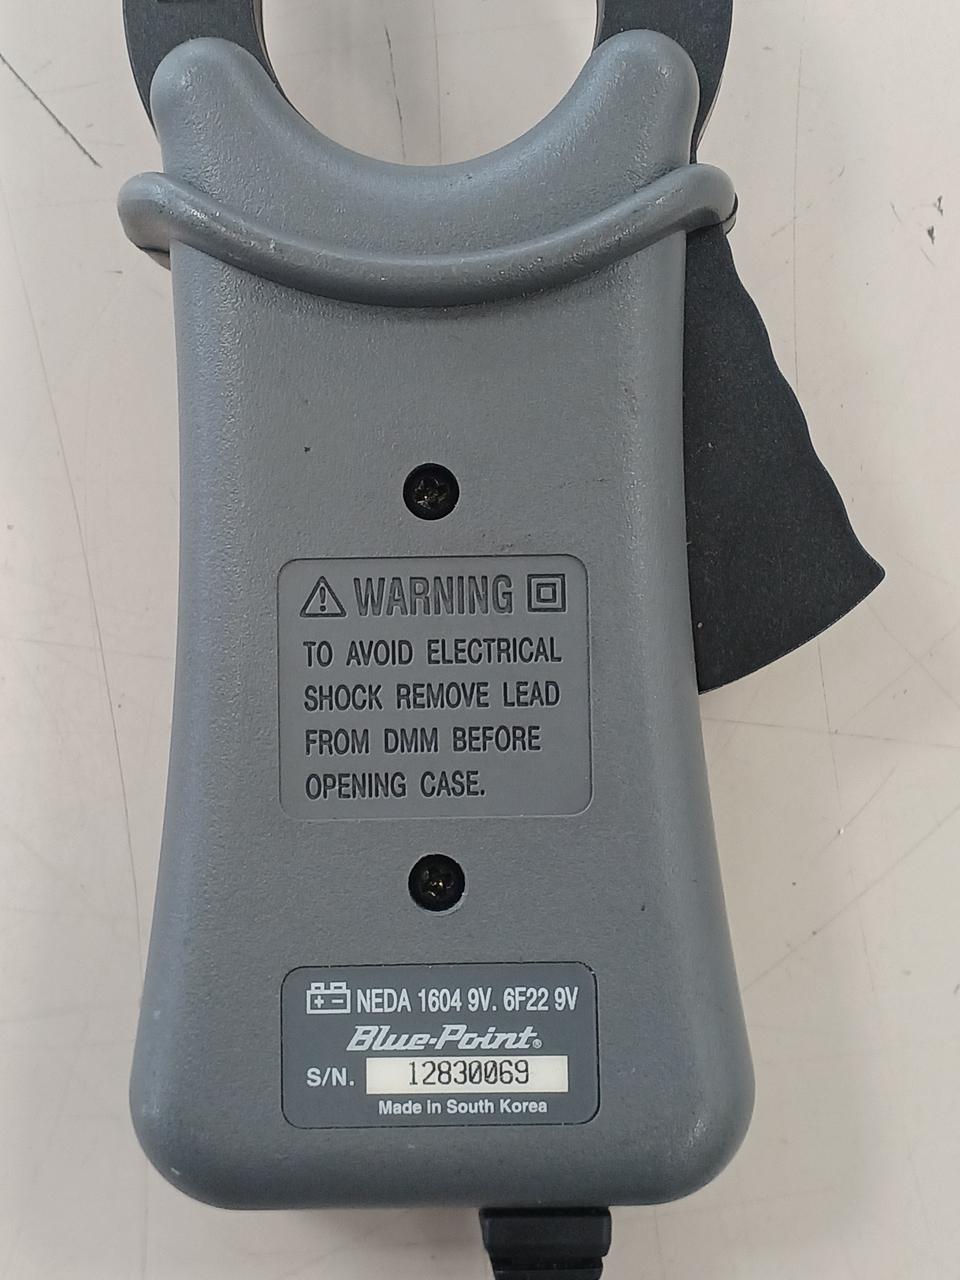 WARNING
TO AVOID ELECTRICAL
SHOCK REMOVE LEAD
FROM DMM BEFORE
OPENING CASE.
NEDA 1604 9V. 6F22 9V
Blue-Point®
S/N. 12830069
Made in South Korea